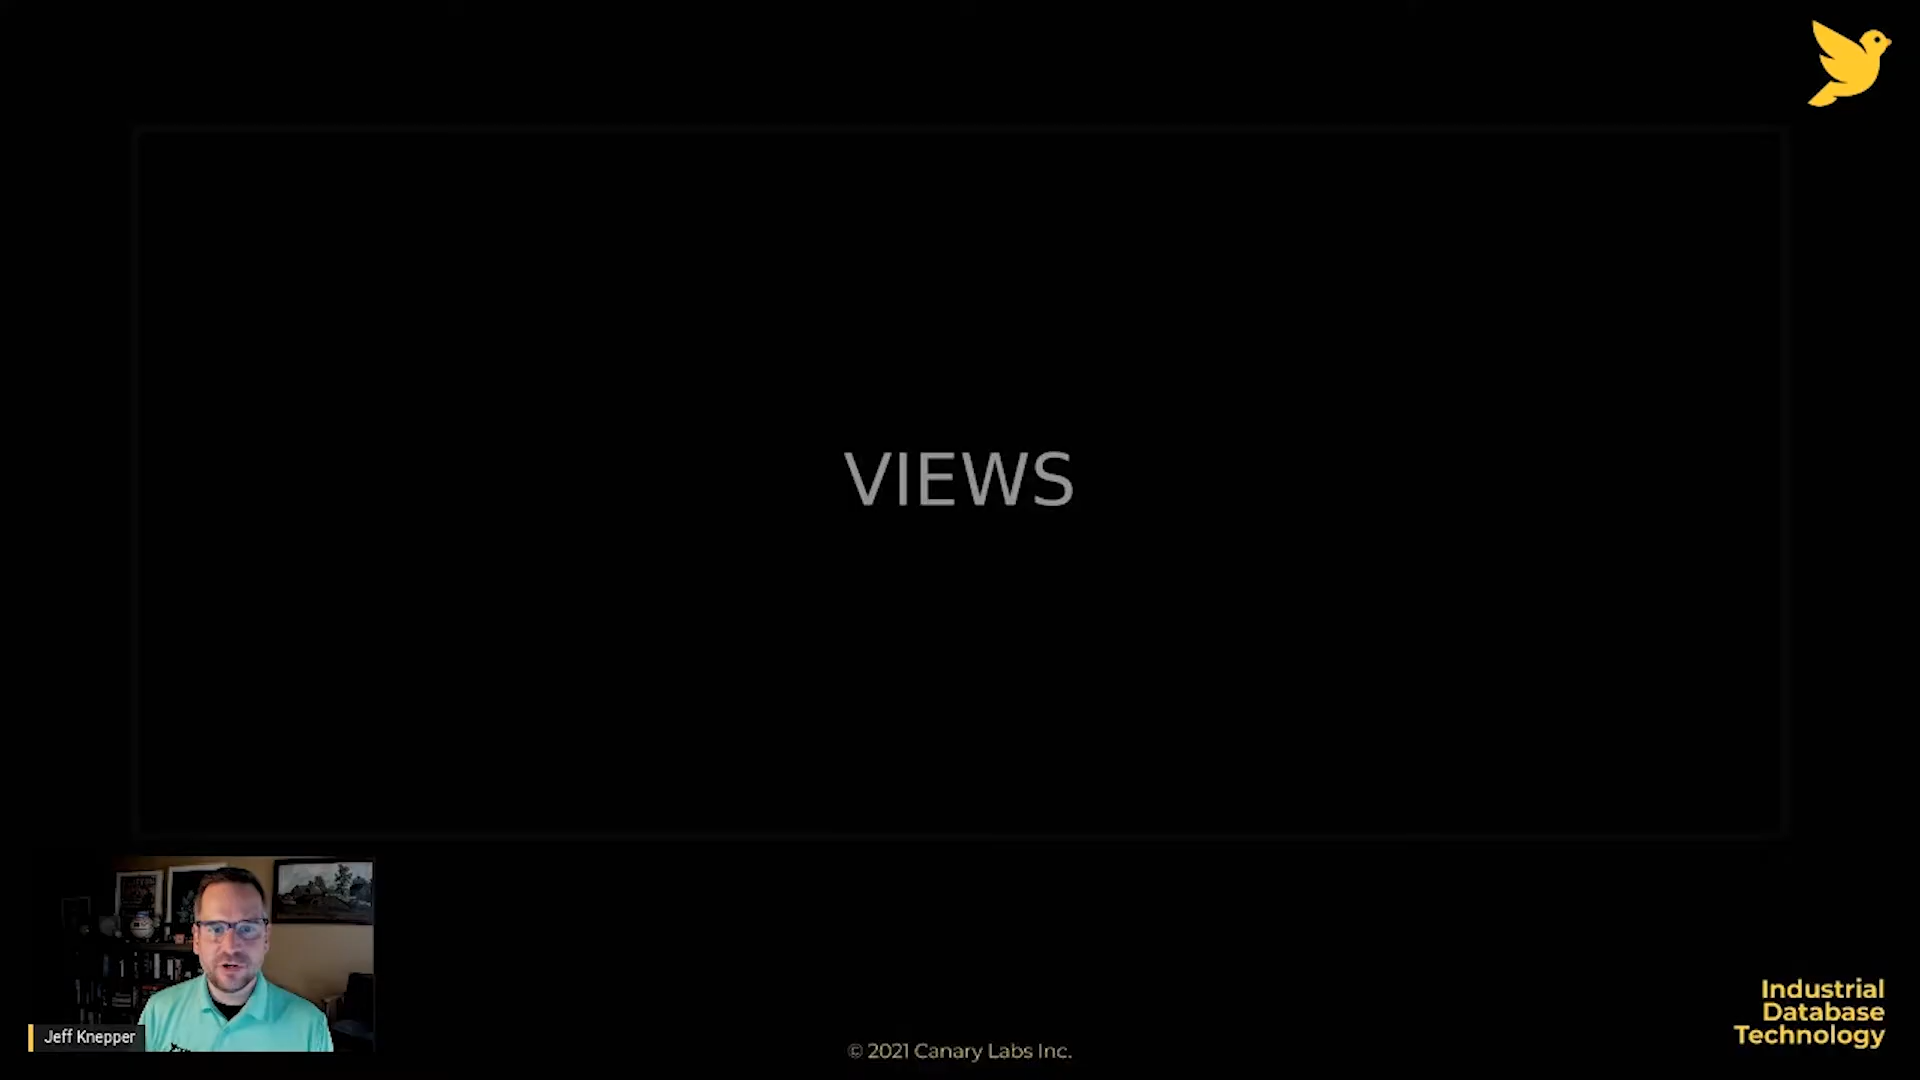 VIEWS
Jeff Knepper
© 2021 Canary Labs Inc.
Industrial
Database
Technology